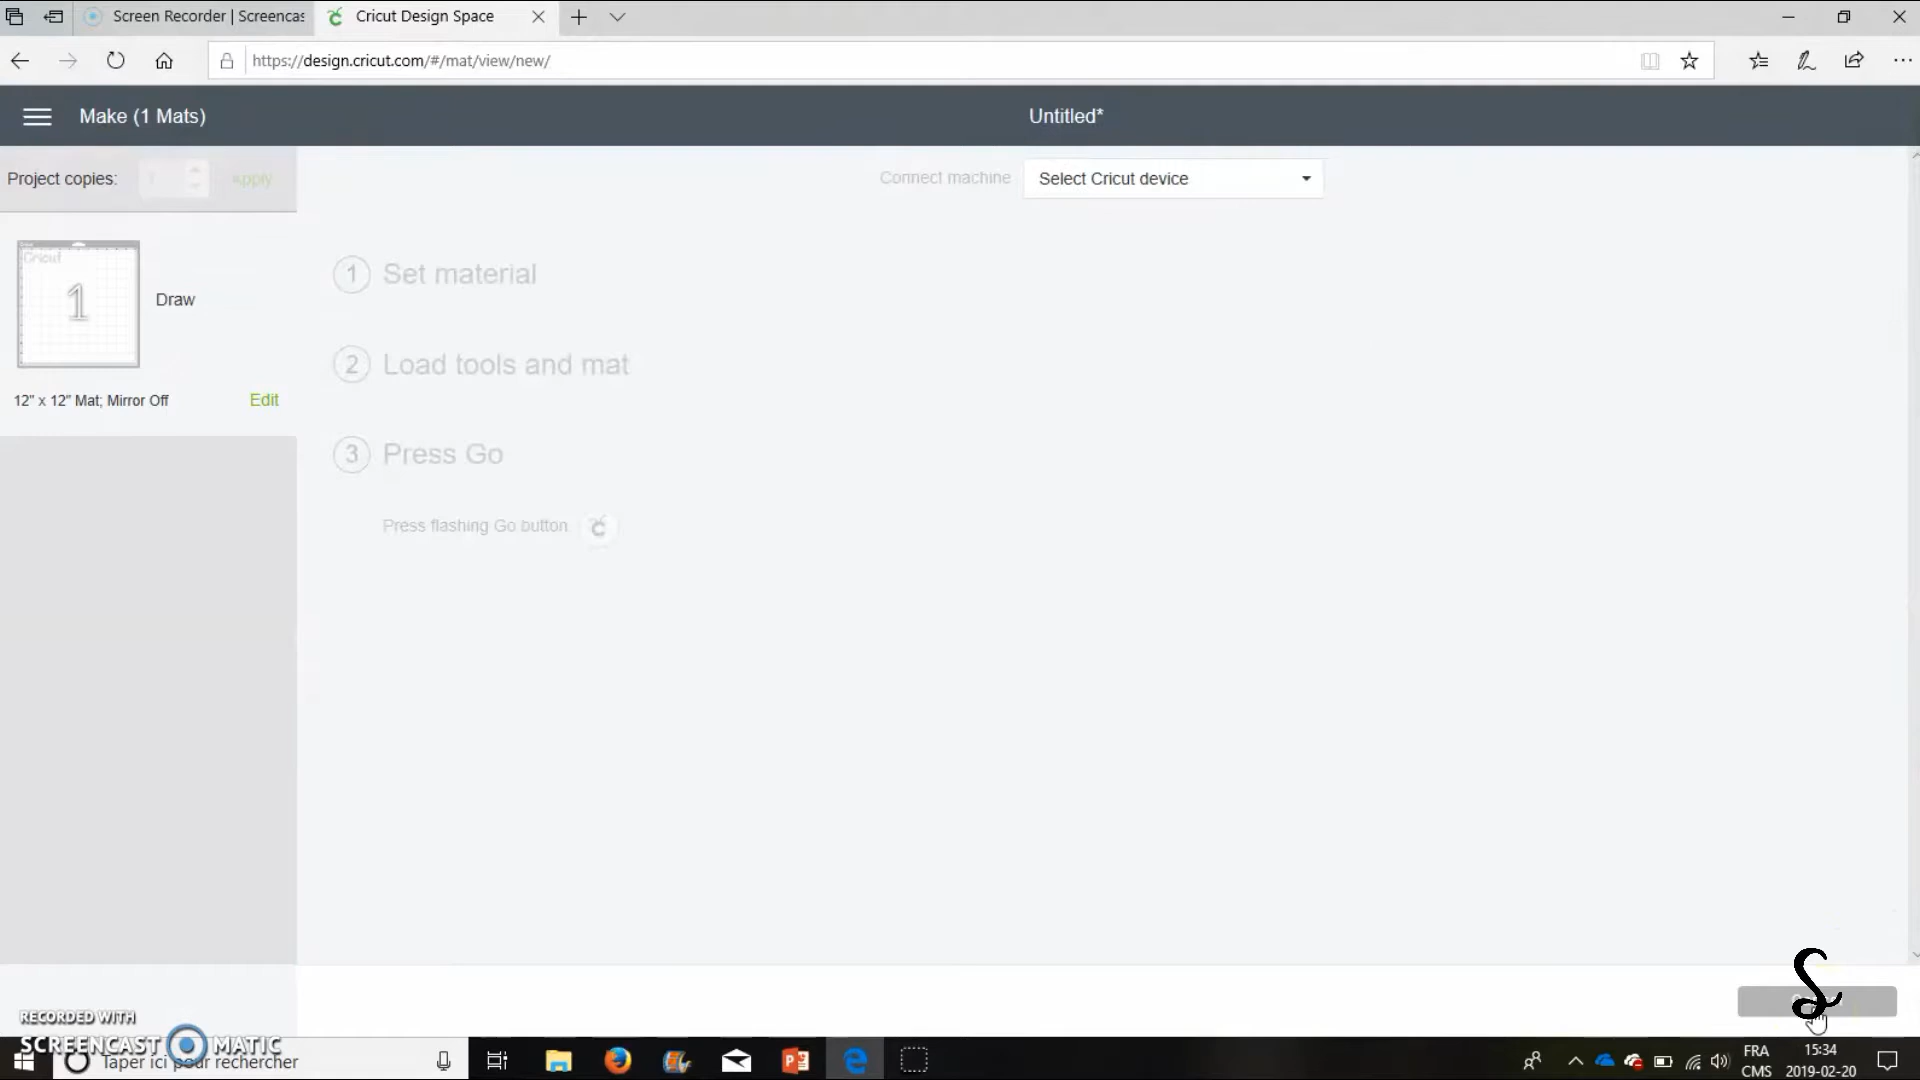 Screen Recorder | Screencas
Cricut Design Space
https://design.cricut.com/#/mat/view/new/
Make (1 Mats)
Untitled*
Project copies:
1
Apply
Connect machine
Select Cricut device
Cricut
1
Draw
12" x 12" Mat; Mirror Off
Edit
1 Set material
2 Load tools and mat
3 Press Go
Press flashing Go button
RECORDED WITH
SCREENCAST MATIC
Taper ici pour rechercher
FRA
CMS
15:34
2019-02-20